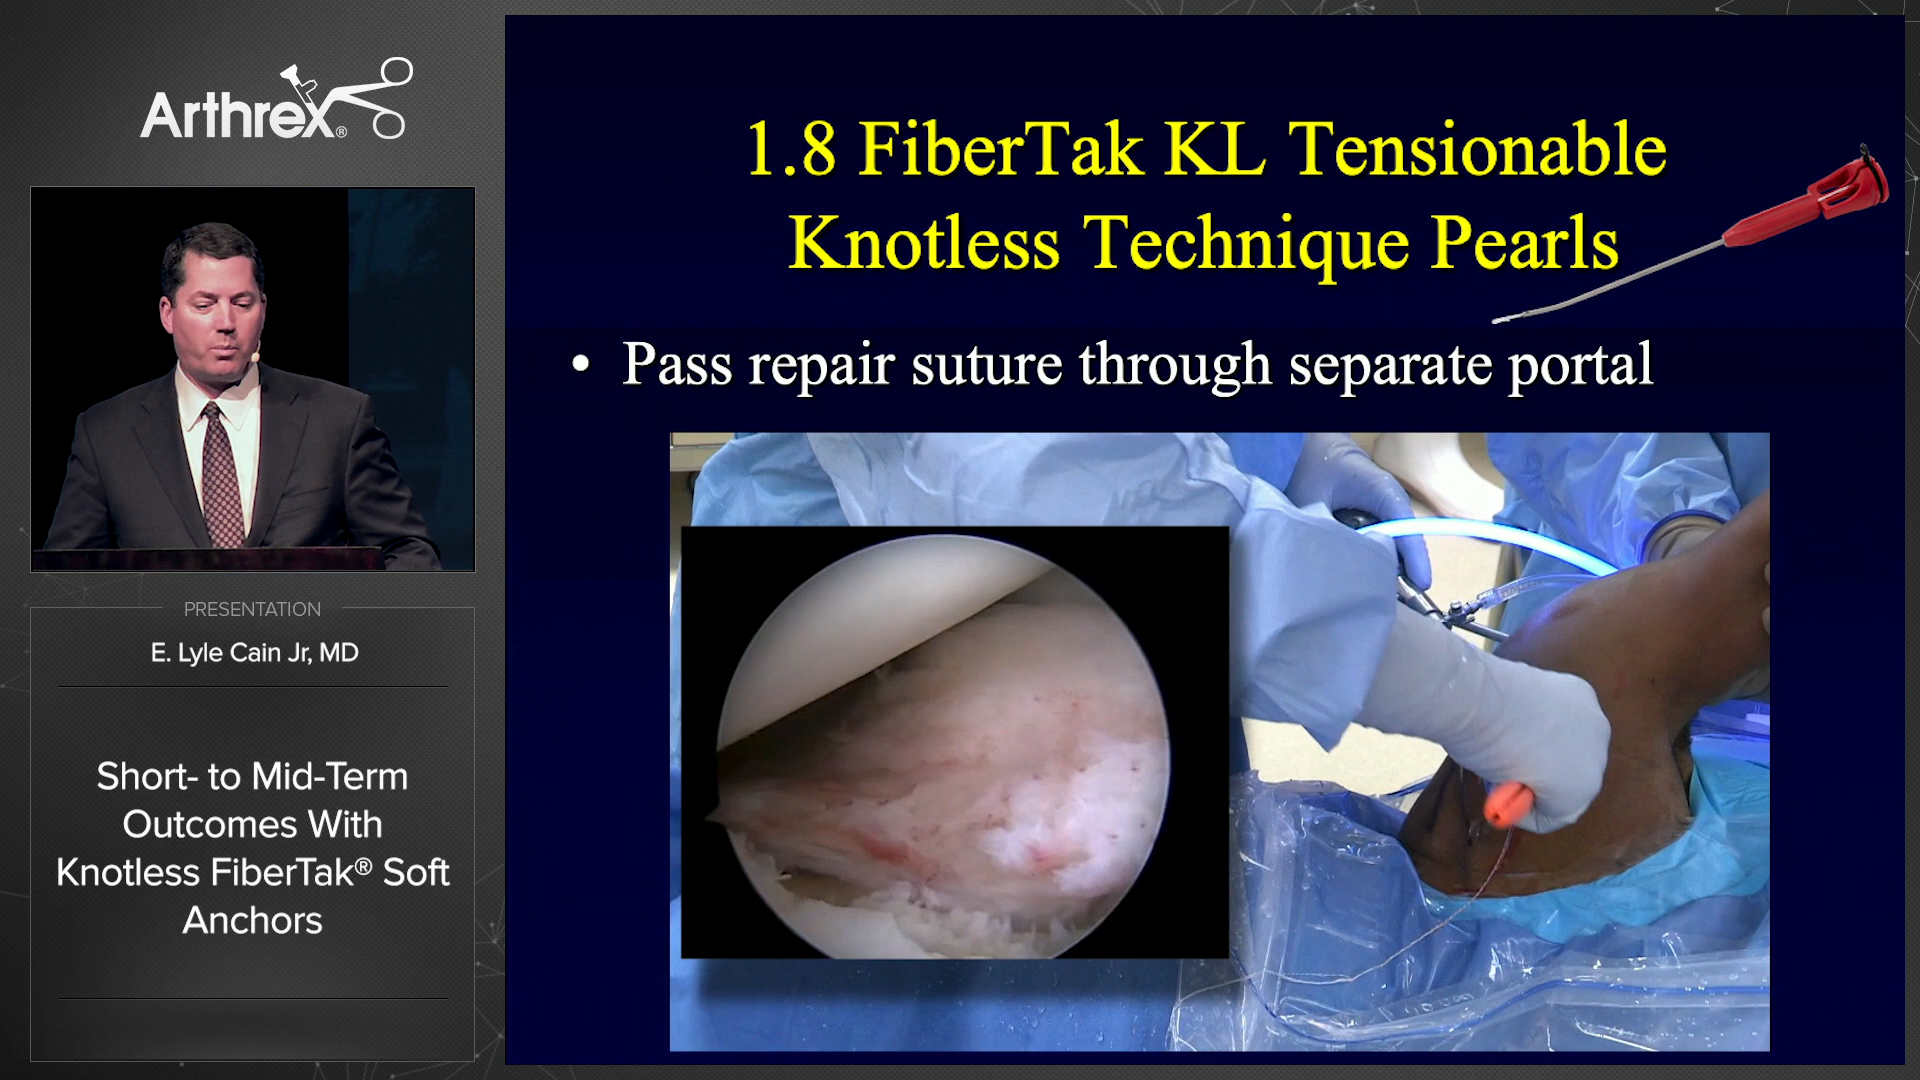 Arthrex®
PRESENTATION
E. Lyle Cain Jr, MD
Short- to Mid-Term
Outcomes With
Knotless FiberTak® Soft
Anchors
1.8 FiberTak KL Tensionable
Knotless Technique Pearls
• Pass repair suture through separate portal